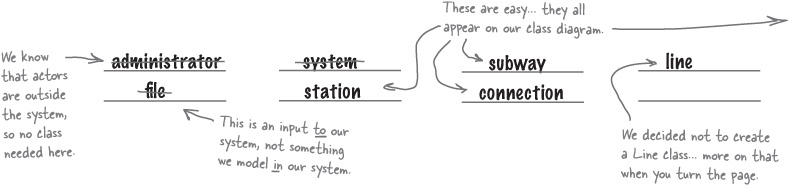 These are easy... they all
appear on our class diagram.
We know
that actors
are outside
the system,
so no class
needed here.
administrator
system
subway
line
file
station
connection
This is an input to our
system, not something
we model in our system.
We decided not to create
a Line class... more on that
when you turn the page.